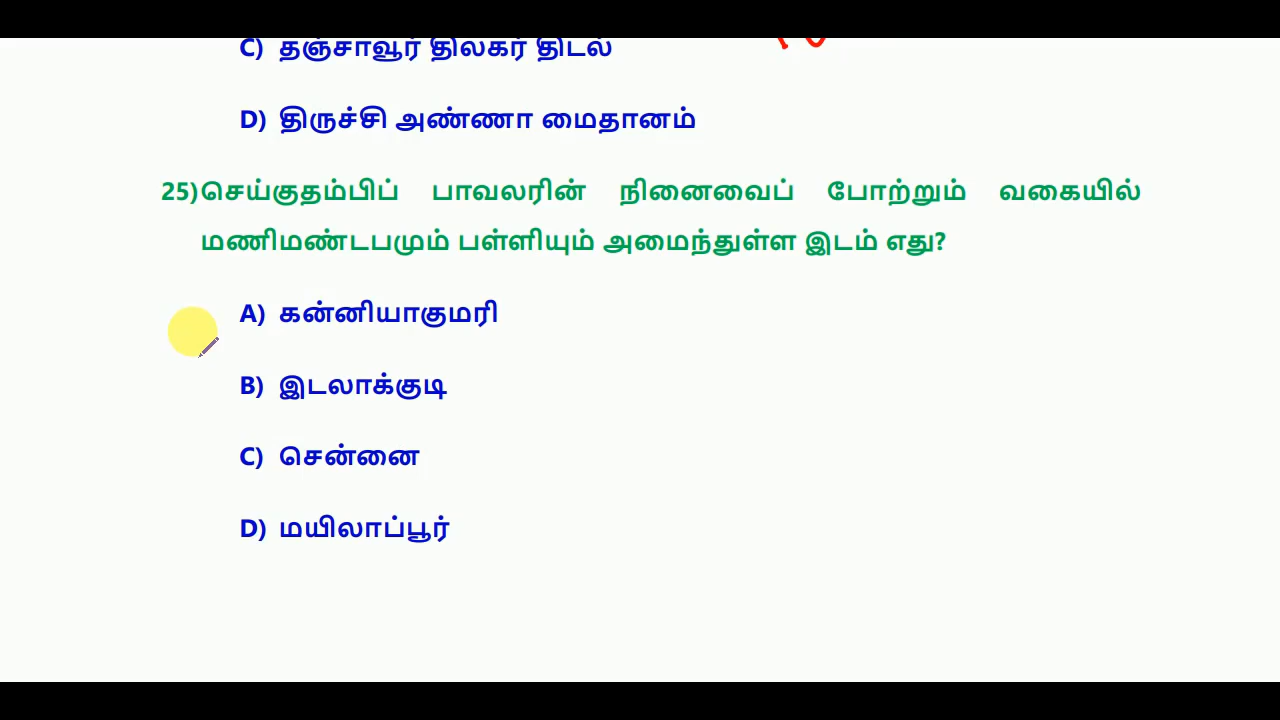 C) தஞ்சாவூர் திலகர் திடல்
D) திருச்சி அண்ணா மைதானம்
25)செய்குதம்பிப் பாவலரின் நினைவைப் போற்றும் வகையில்
மணிமண்டபமும் பள்ளியும் அமைந்துள்ள இடம் எது?
A) கன்னியாகுமரி
B) இடலாக்குடி
C) சென்னை
D) மயிலாப்பூர்